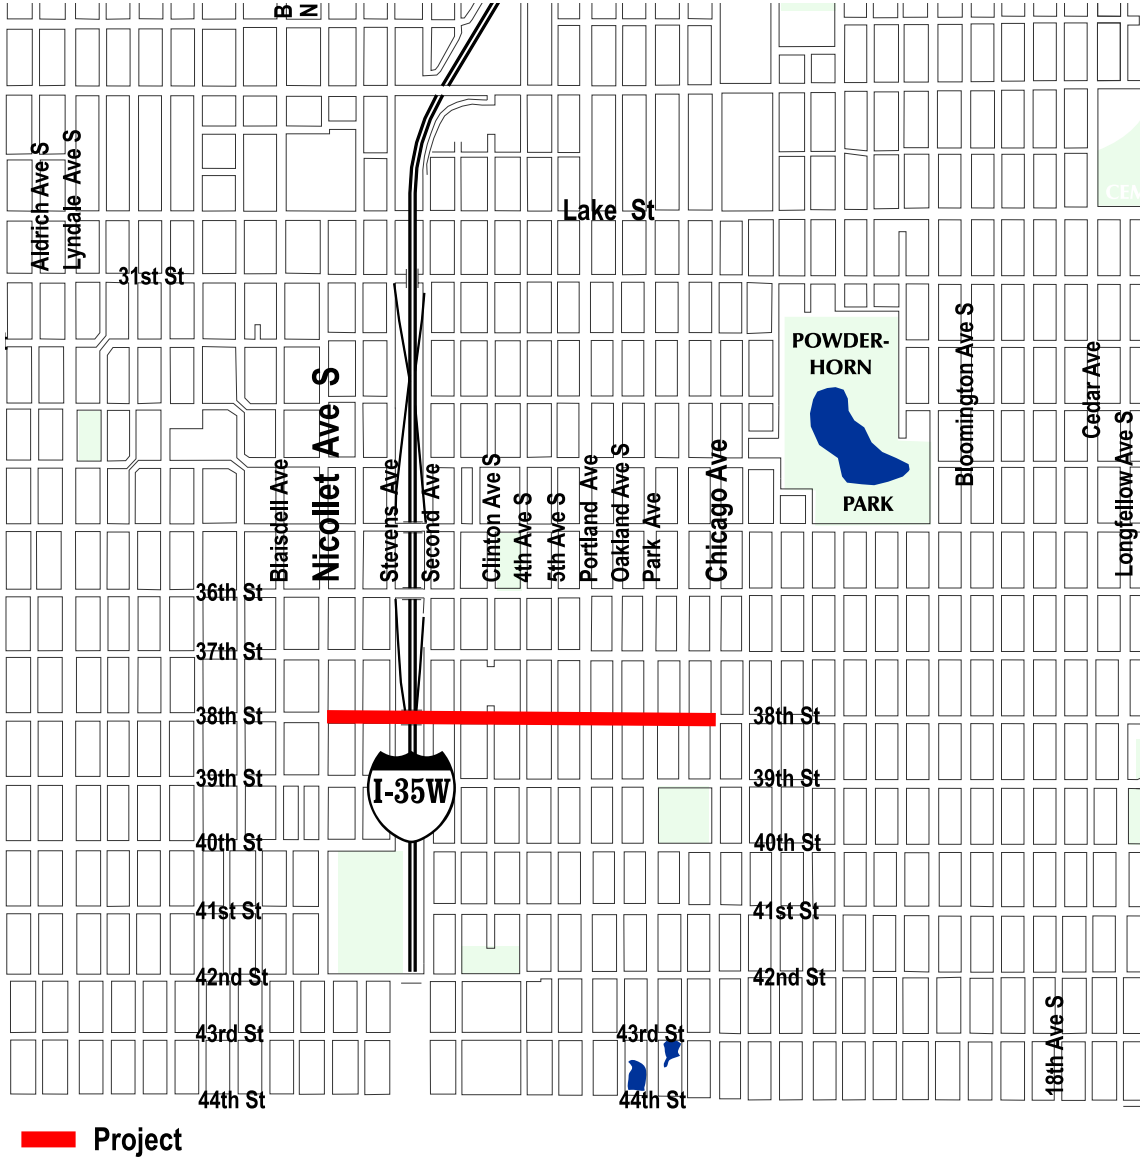 B
N
Aldrich Ave S
Lyndale Ave S
CEM
Lake St
31st St
POWDER-
HORN
PARK
Bloomington Ave S
Cedar Ave
Longfellow Ave S
Blaisdell Ave
Nicollet Ave S
Stevens Ave
Second Ave
Clinton Ave S
4th Ave S
5th Ave S
Portland Ave
Oakland Ave S
Park Ave
Chicago Ave
36th St
37th St
38th St
38th St
39th St
39th St
I-35W
40th St
40th St
41st St
41st St
42nd St
42nd St
43rd St
43rd St
18th Ave S
44th St
44th St
Project